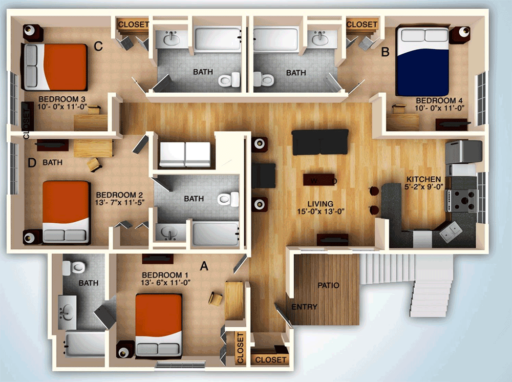 CLOSET
CLOSET
C
B
BATH
BATH
BEDROOM 3
10'- 0"x 11'-0"
BEDROOM 4
10'- 0"x 11'-0"
D
BATH
KITCHEN
5'-2"x 9'-0"
BEDROOM 2
13'- 7"x 11'-5"
BATH
LIVING
15'-0"x 13'-0"
A
BEDROOM 1
13'- 6"x 11'-0"
BATH
PATIO
ENTRY
CLOSET
CLOSET